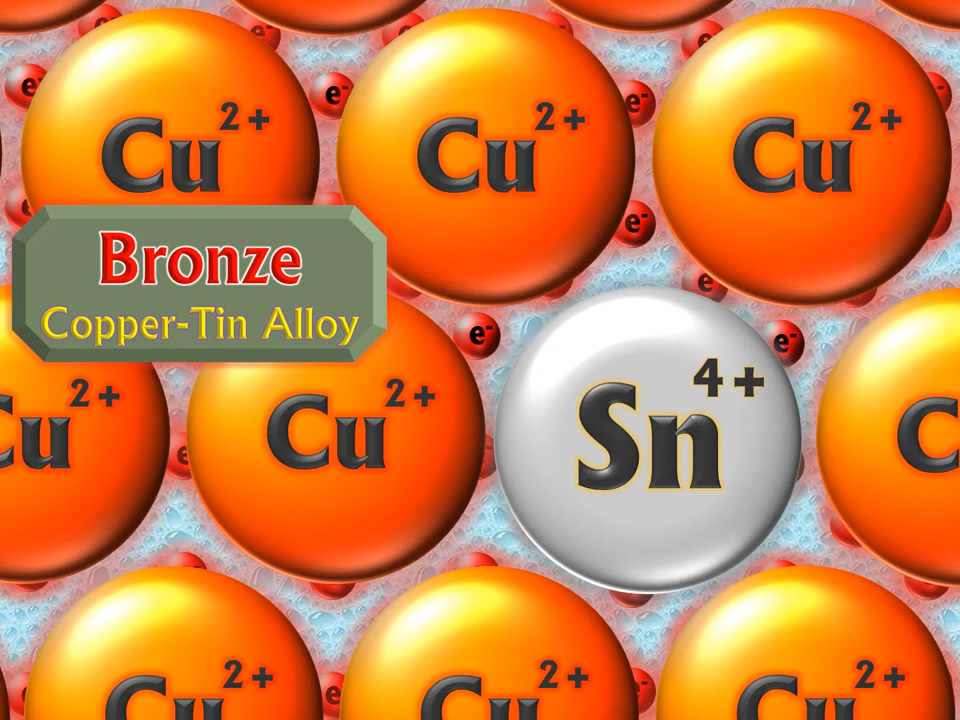 e⁻
e⁻
Cu²⁺
Cu²⁺
Cu²⁺
e⁻
e⁻
Bronze
Copper-Tin Alloy
e
e⁻
e⁻
Cu²⁺
Cu²⁺
Sn⁴⁺
C
e
Cu²⁺
Cu²⁺
Cu²⁺